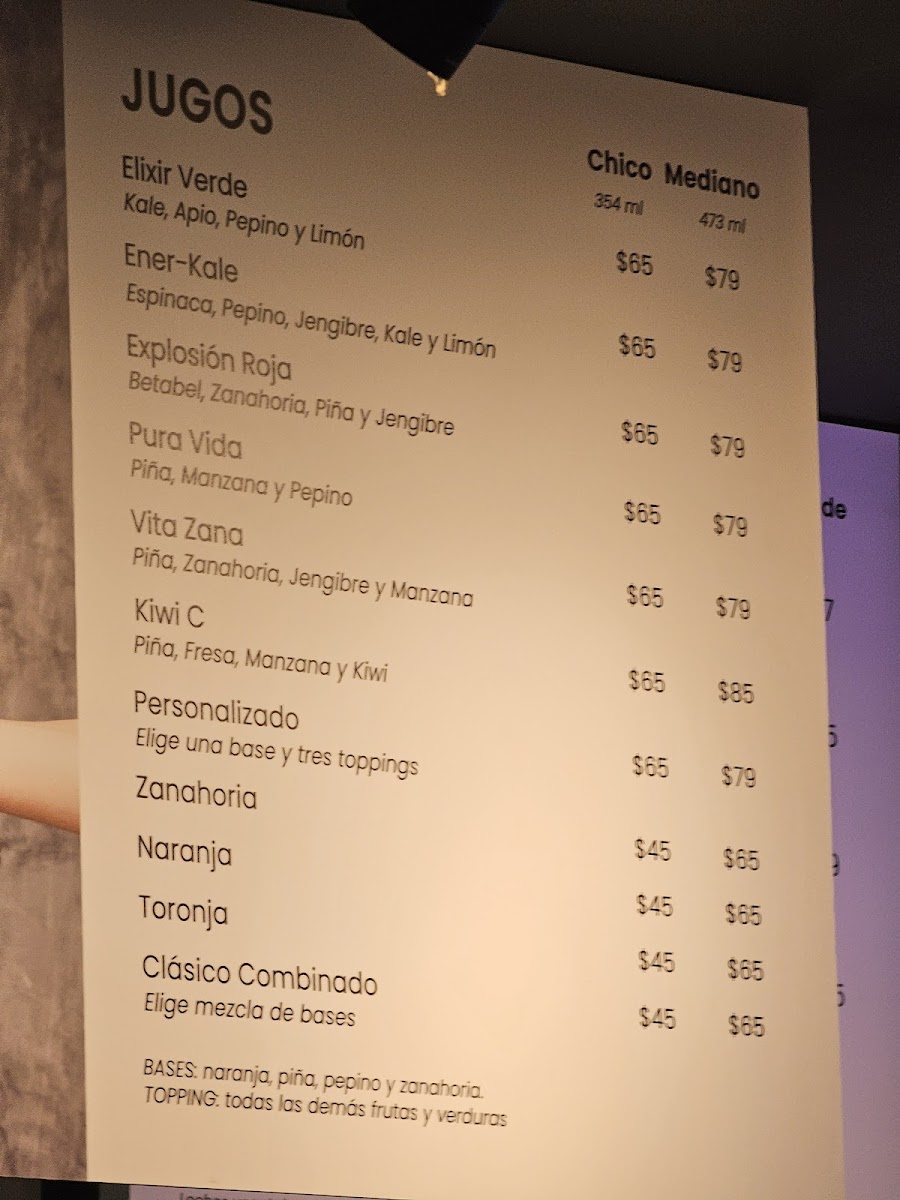 JUGOS
Chico Mediano
354 ml 473 ml
Elixir Verde
Kale, Apio, Pepino y Limón
$65 $79
Ener-Kale
Espinaca, Pepino, Jengibre, Kale y Limón
$65 $79
Explosión Roja
Betabel, Zanahoria, Piña y Jengibre
$65 $79
Pura Vida
Piña, Manzana y Pepino
$65 $79
Vita Zana
Piña, Zanahoria, Jengibre y Manzana
$65 $79
Kiwi C
Piña, Fresa, Manzana y Kiwi
$65 $85
Personalizado
Elige una base y tres toppings
$65 $79
Zanahoria
$45 $65
Naranja
$45 $65
Toronja
$45 $65
Clásico Combinado
Elige mezcla de bases
$45 $65
BASES: naranja, piña, pepino y zanahoria.
TOPPING: todas las demás frutas y verduras
de
7
5
9
5